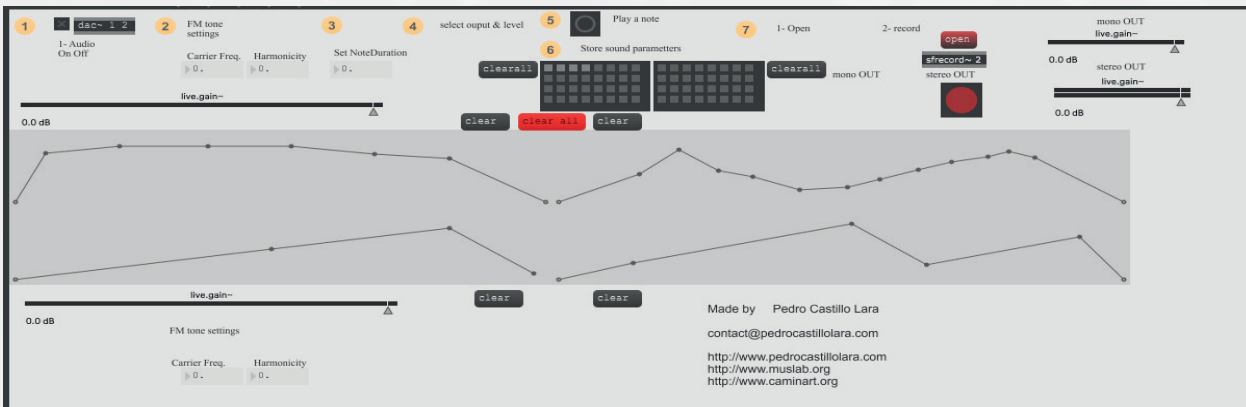 1
dac~ 1 2
1- Audio
On Off
2
FM tone
settings
Carrier Freq.
Harmonicity
0.
0.
3
Set NoteDuration
0.
4
select ouput & level
5
Play a note
6
Store sound parametters
clearall
clearall
mono OUT
7
1- Open
2- record
open
sfrecord~ 2
stereo OUT
mono OUT
live.gain~
0.0 dB
stereo OUT
live.gain~
0.0 dB
live.gain~
0.0 dB
clear
clear all
clear
live.gain~
0.0 dB
clear
clear
FM tone settings
Carrier Freq.
Harmonicity
0.
0.
Made by Pedro Castillo Lara
contact@pedrocastillolara.com
http://www.pedrocastillolara.com
http://www.muslab.org
http://www.caminart.org